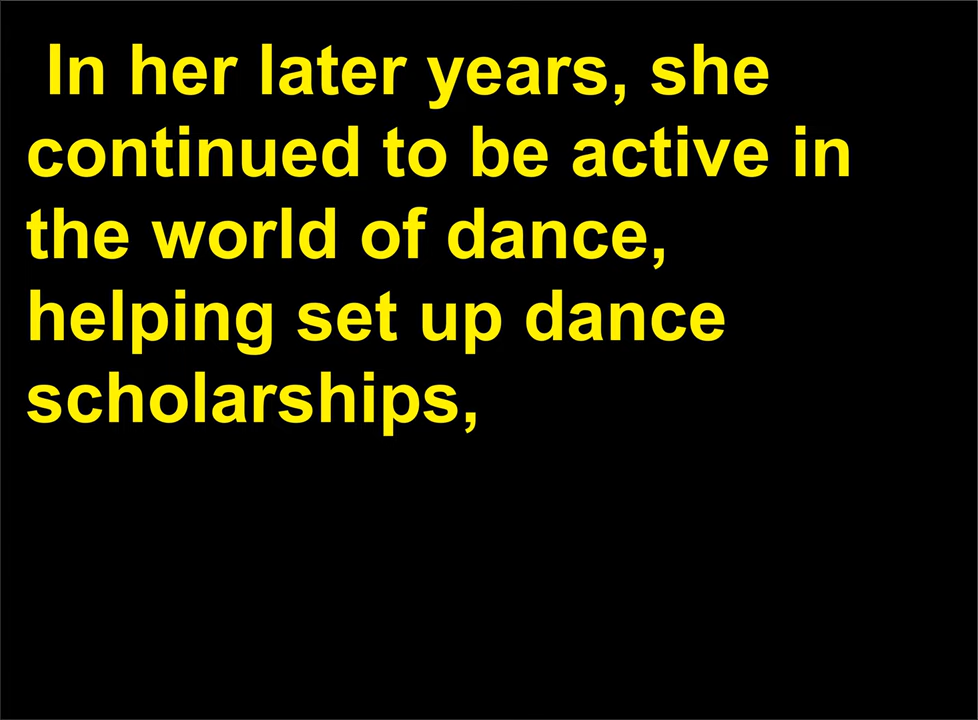 In her later years, she
continued to be active in
the world of dance,
helping set up dance
scholarships,